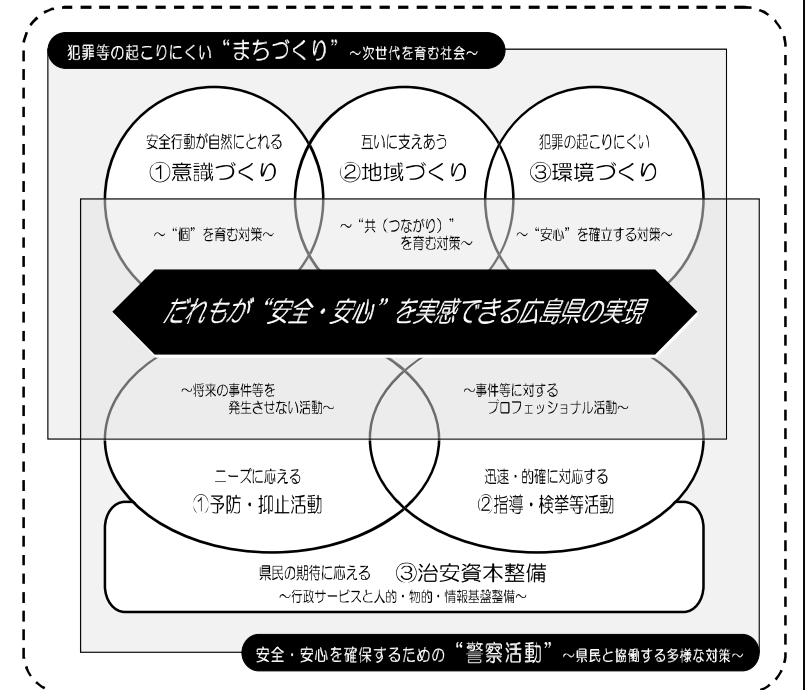 犯罪等の起こりにくい“まちづくり”～次世代を育む社会～
安全行動が自然にとれる
①意識づくり
～“個”を育む対策～
互いに支えあう
②地域づくり
～“共（つながり）”
を育む対策～
犯罪の起こりにくい
③環境づくり
～“安心”を確立する対策～
だれもが“安全・安心”を実感できる広島県の実現
～将来の事件等を
発生させない活動～
ニーズに応える
①予防・抑止活動
～事件等に対する
プロフェッショナル活動～
迅速・的確に対応する
②指導・検挙等活動
県民の期待に応える ③治安資本整備
～行政サービスと人的・物的・情報基盤整備～
安全・安心を確保するための“警察活動”～県民と協働する多様な対策～